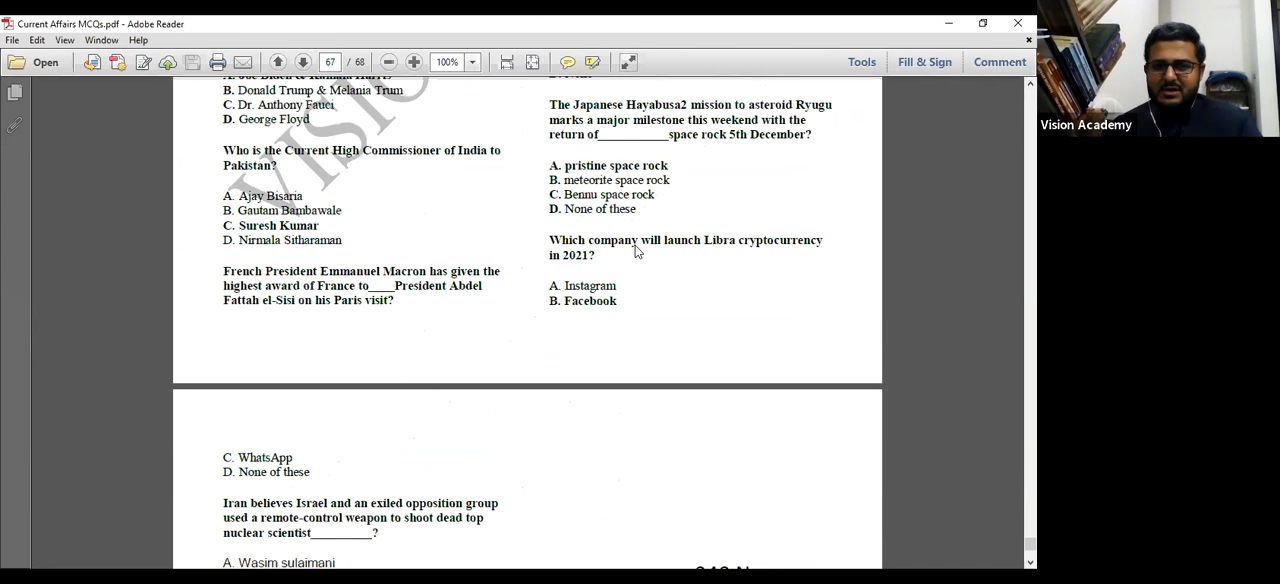 Current Affairs MCQs.pdf - Adobe Reader
File Edit View Window Help
Open 67 / 68 100% Tools Fill & Sign Comment
B. Donald Trump & Melania Trum
C. Dr. Anthony Fauci
D. George Floyd
Who is the Current High Commissioner of India to
Pakistan?
A. Ajay Bisaria
B. Gautam Bambawale
C. Suresh Kumar
D. Nirmala Sitharaman
French President Emmanuel Macron has given the
highest award of France to____President Abdel
Fattah el-Sisi on his Paris visit?
The Japanese Hayabusa2 mission to asteroid Ryugu
marks a major milestone this weekend with the
return of___________space rock 5th December?
A. pristine space rock
B. meteorite space rock
C. Bennu space rock
D. None of these
Which company will launch Libra cryptocurrency
in 2021?
A. Instagram
B. Facebook
C. WhatsApp
D. None of these
Iran believes Israel and an exiled opposition group
used a remote-control weapon to shoot dead top
nuclear scientist__________?
A. Wasim sulaimani
Vision Academy